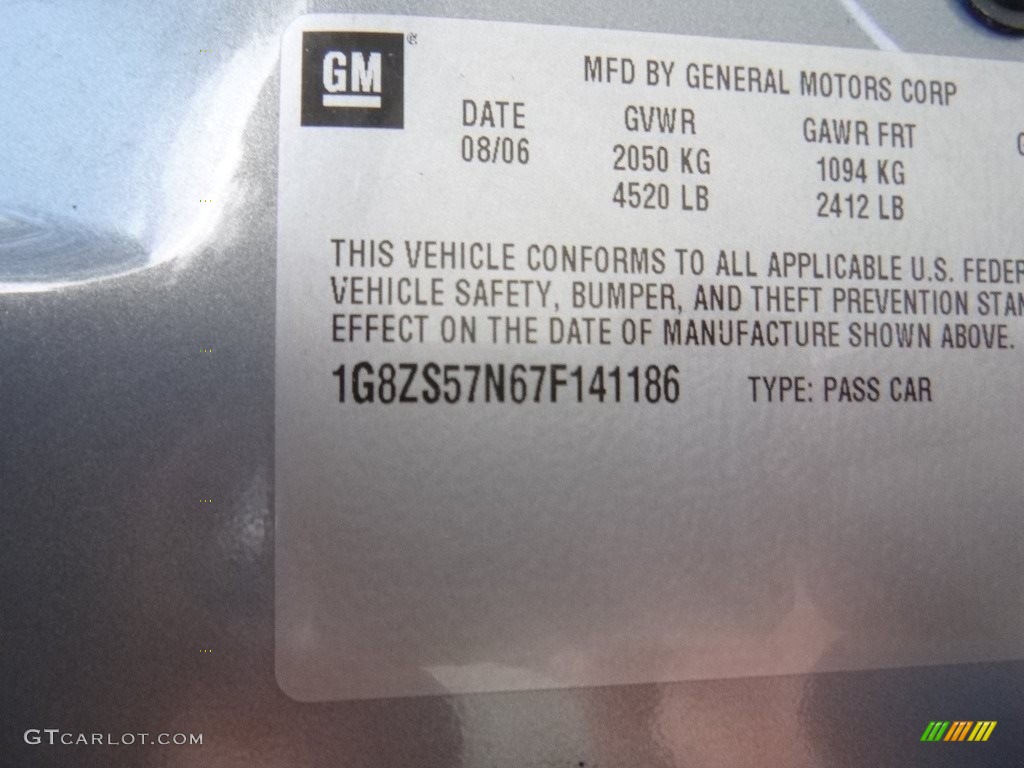 GM
MFD BY GENERAL MOTORS CORP
DATE GVWR GAWR FRT G
08/06 2050 KG 1094 KG
4520 LB 2412 LB
THIS VEHICLE CONFORMS TO ALL APPLICABLE U.S. FEDER
VEHICLE SAFETY, BUMPER, AND THEFT PREVENTION STAN
EFFECT ON THE DATE OF MANUFACTURE SHOWN ABOVE.
1G8ZS57N67F141186 TYPE: PASS CAR
GTCARLOT.COM